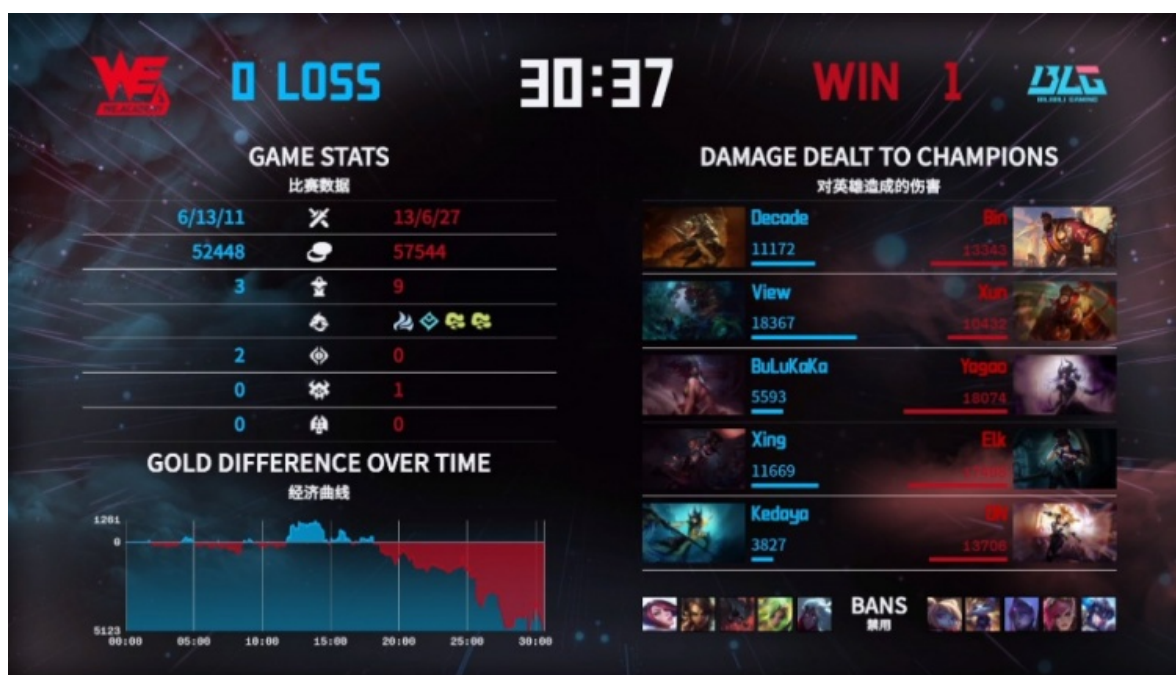 WE
0 LOSS
30:37
WIN 1
BLG
BILIBILI GAMING
GAME STATS
比赛数据
6/13/11 13/6/27
52448 57544
3 9
2 0
0 1
0 0
GOLD DIFFERENCE OVER TIME
经济曲线
1261
0
5123
00:00 05:00 10:00 15:00 20:00 25:00 30:00
DAMAGE DEALT TO CHAMPIONS
对英雄造成的伤害
Decade Bin
11172 13343
View Xun
18367 10432
BuLuKaKa Yagao
5593 18074
Xing Elk
11669
Kedaya ON
3827 13706
BANS
禁用